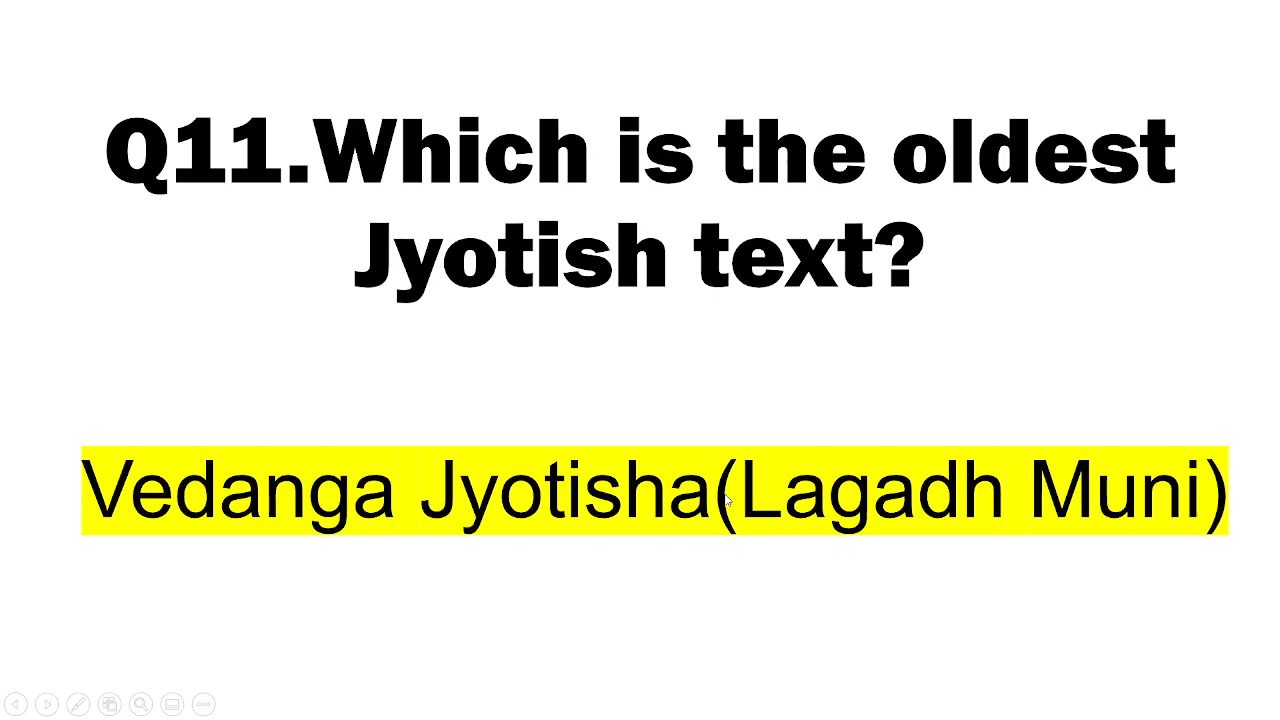 Q11.Which is the oldest
Jyotish text?
Vedanga Jyotisha(Lagadh Muni)